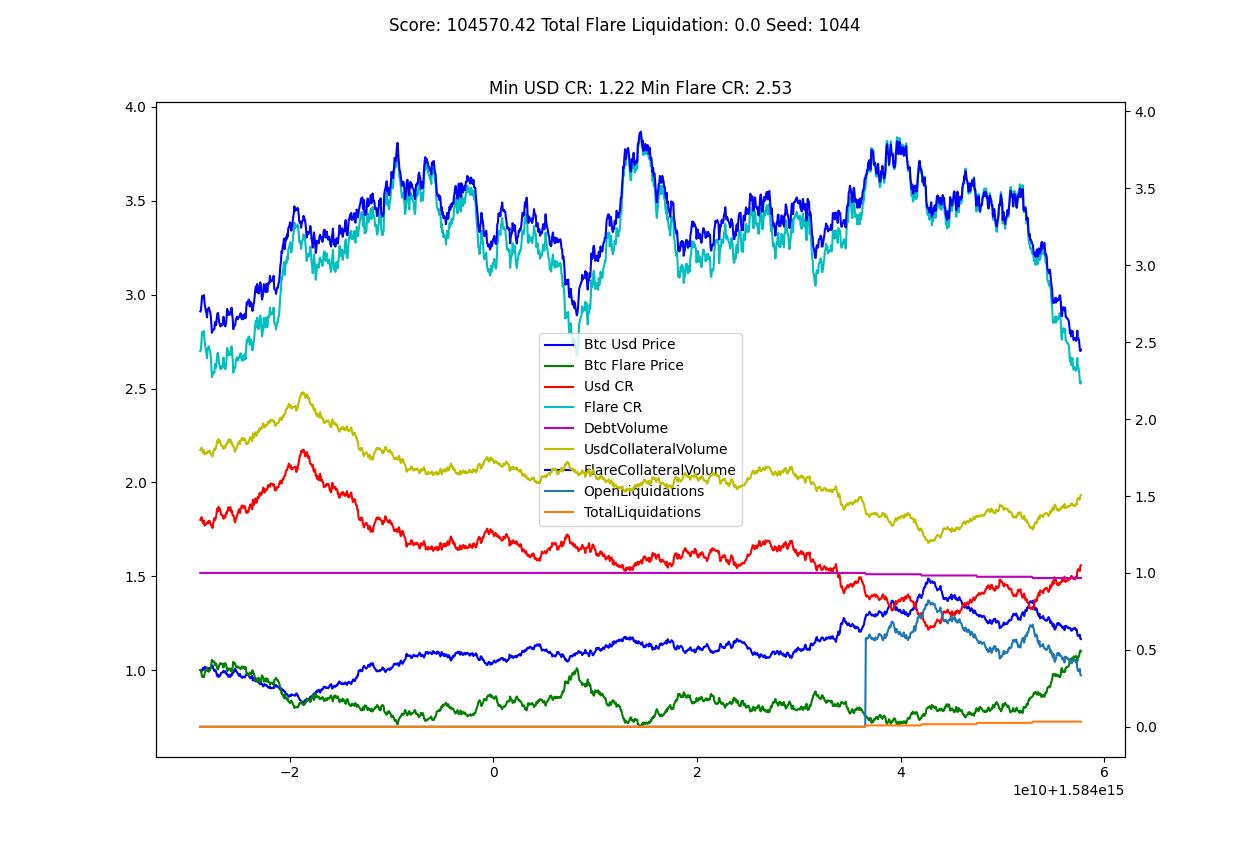 Score: 104570.42 Total Flare Liquidation: 0.0 Seed: 1044
Min USD CR: 1.22 Min Flare CR: 2.53
4.0
3.5
3.0
2.5
2.0
1.5
1.0
4.0
3.5
3.0
2.5
2.0
1.5
1.0
0.5
0.0
Btc Usd Price
Btc Flare Price
Usd CR
Flare CR
DebtVolume
UsdCollateralVolume
FlareCollateralVolume
OpenLiquidations
TotalLiquidations
−2 0 2 4 6
1e10+1.584e15